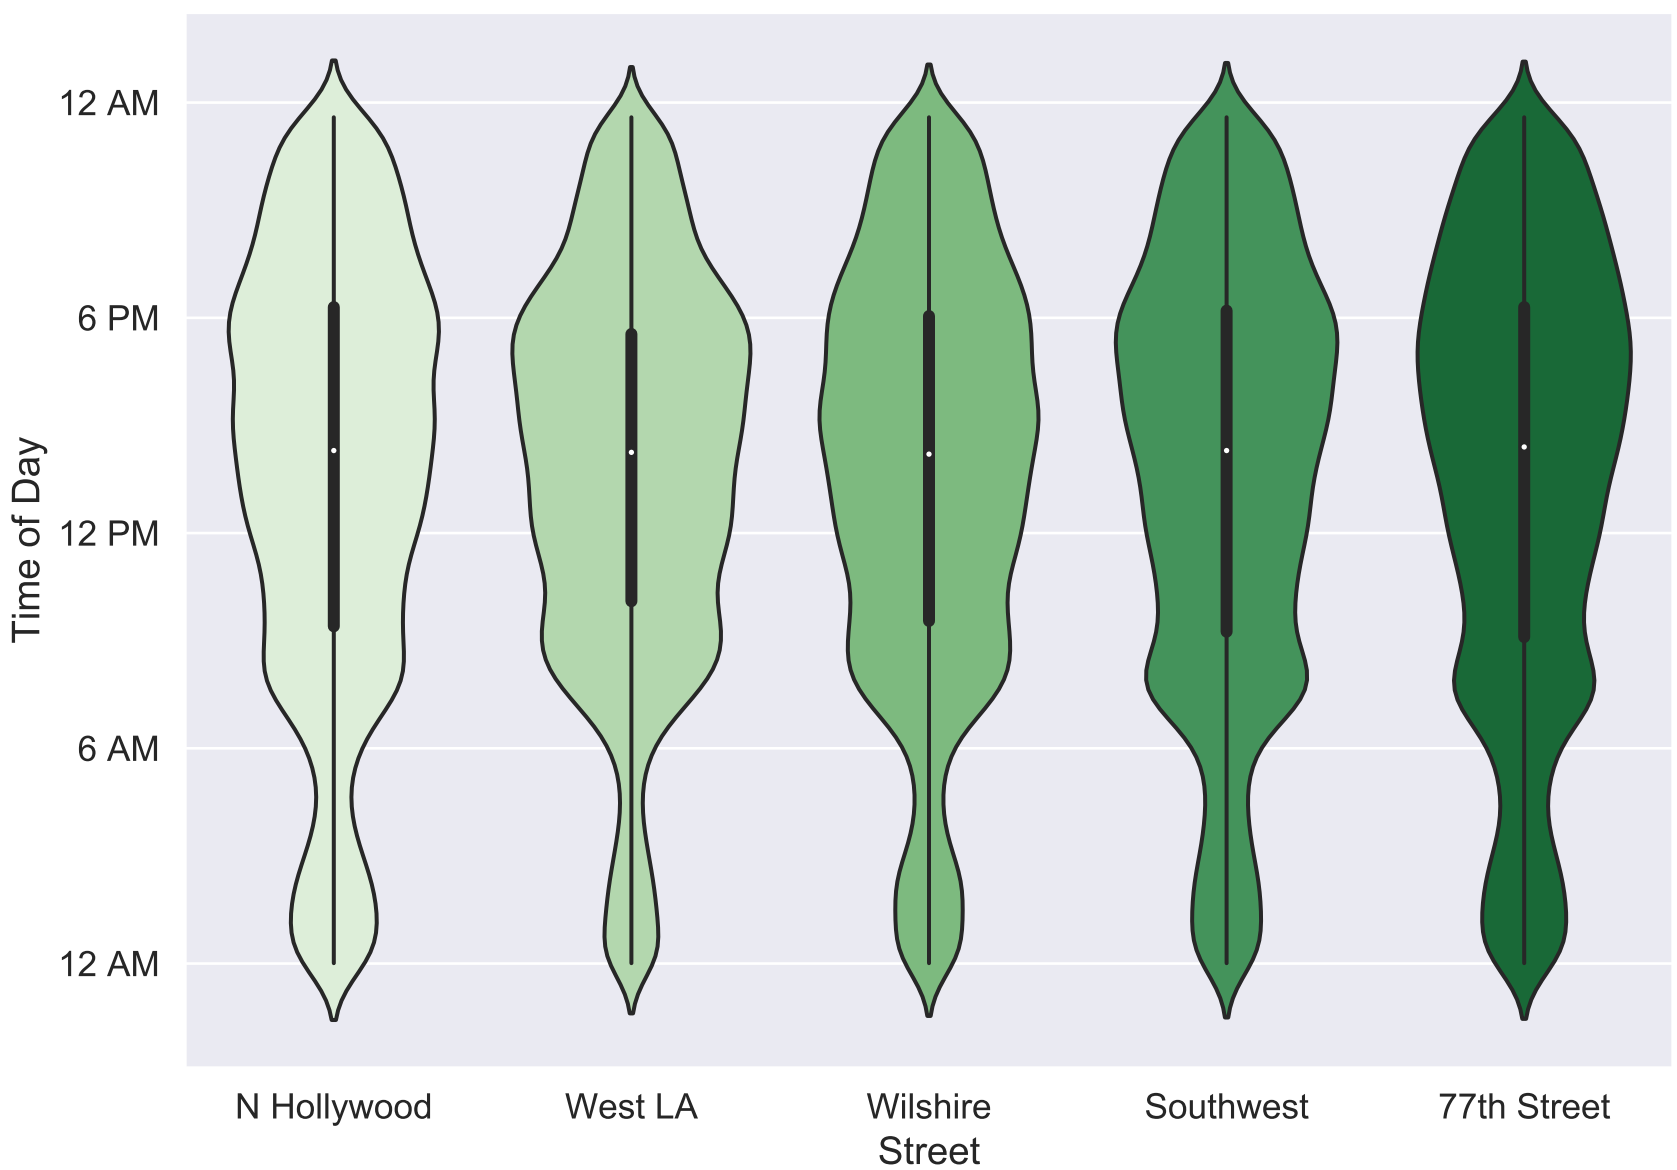 12 AM
6 PM
12 PM
6 AM
12 AM
Time of Day
N Hollywood
West LA
Wilshire
Southwest
77th Street
Street